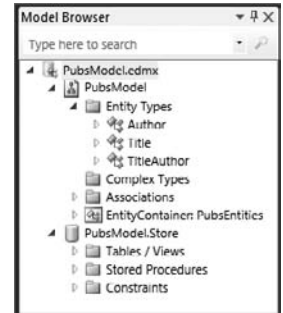 Model Browser
Type here to search
PubsModel.edmx
PubsModel
Entity Types
Author
Title
TitleAuthor
Complex Types
Associations
EntityContainer: PubsEntities
PubsModel.Store
Tables / Views
Stored Procedures
Constraints